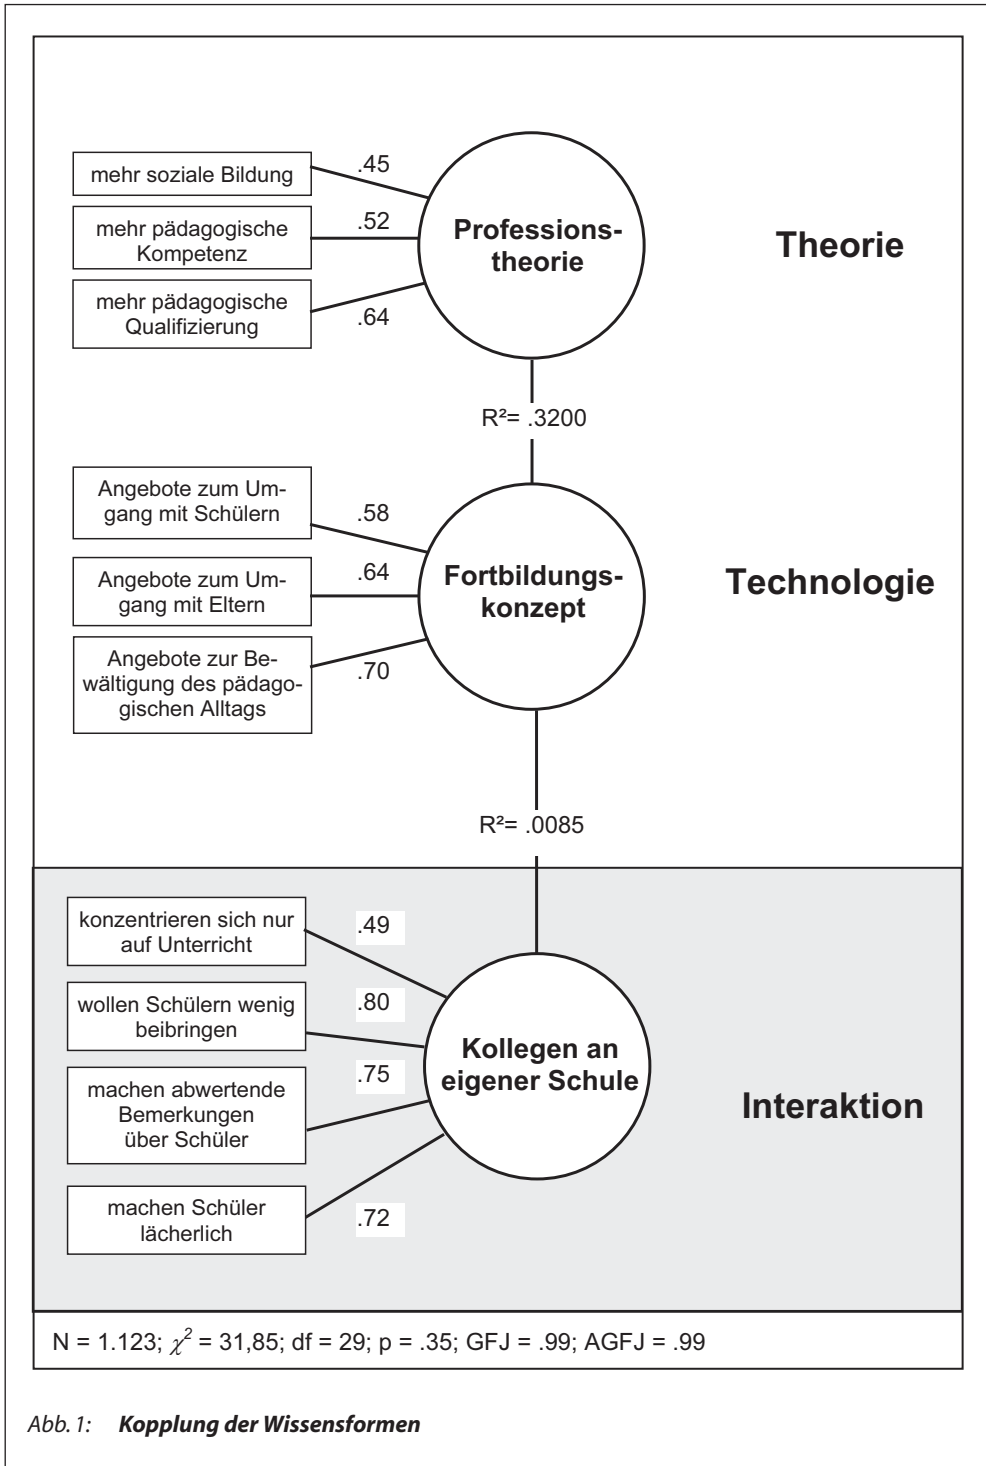 mehr soziale Bildung
.45
mehr pädagogische
Kompetenz
.52
mehr pädagogische
Qualifizierung
.64
Professions-
theorie
Theorie
R²= .3200
Angebote zum Um-
gang mit Schülern
.58
Angebote zum Um-
gang mit Eltern
.64
Angebote zur Be-
wältigung des pädago-
gischen Alltags
.70
Fortbildungs-
konzept
Technologie
R²= .0085
konzentrieren sich nur
auf Unterricht
.49
wollen Schülern wenig
beibringen
.80
machen abwertende
Bemerkungen
über Schüler
.75
machen Schüler
lächerlich
.72
Kollegen an
eigener Schule
Interaktion
N = 1.123; χ² = 31,85; df = 29; p = .35; GFJ = .99; AGFJ = .99
Abb. 1: Kopplung der Wissensformen